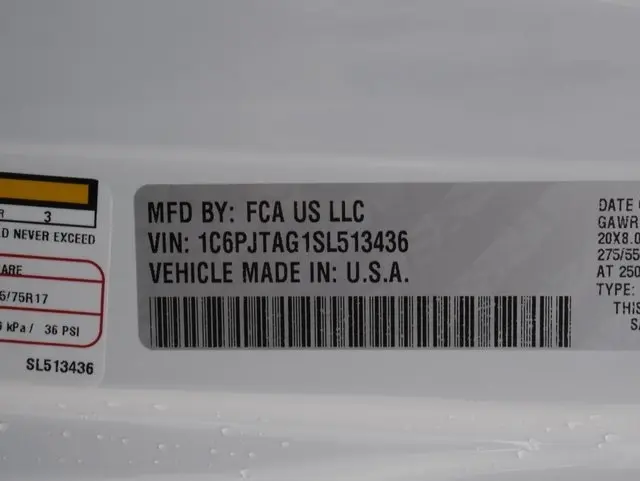 R 3
D NEVER EXCEED
ARE
5/75R17
kPa / 36 PSI
SL513436
MFD BY: FCA US LLC
VIN: 1C6PJTAG1SL513436
VEHICLE MADE IN: U.S.A.
DATE
GAWR
20X8.0
275/55
AT 250
TYPE:
THIS
SA